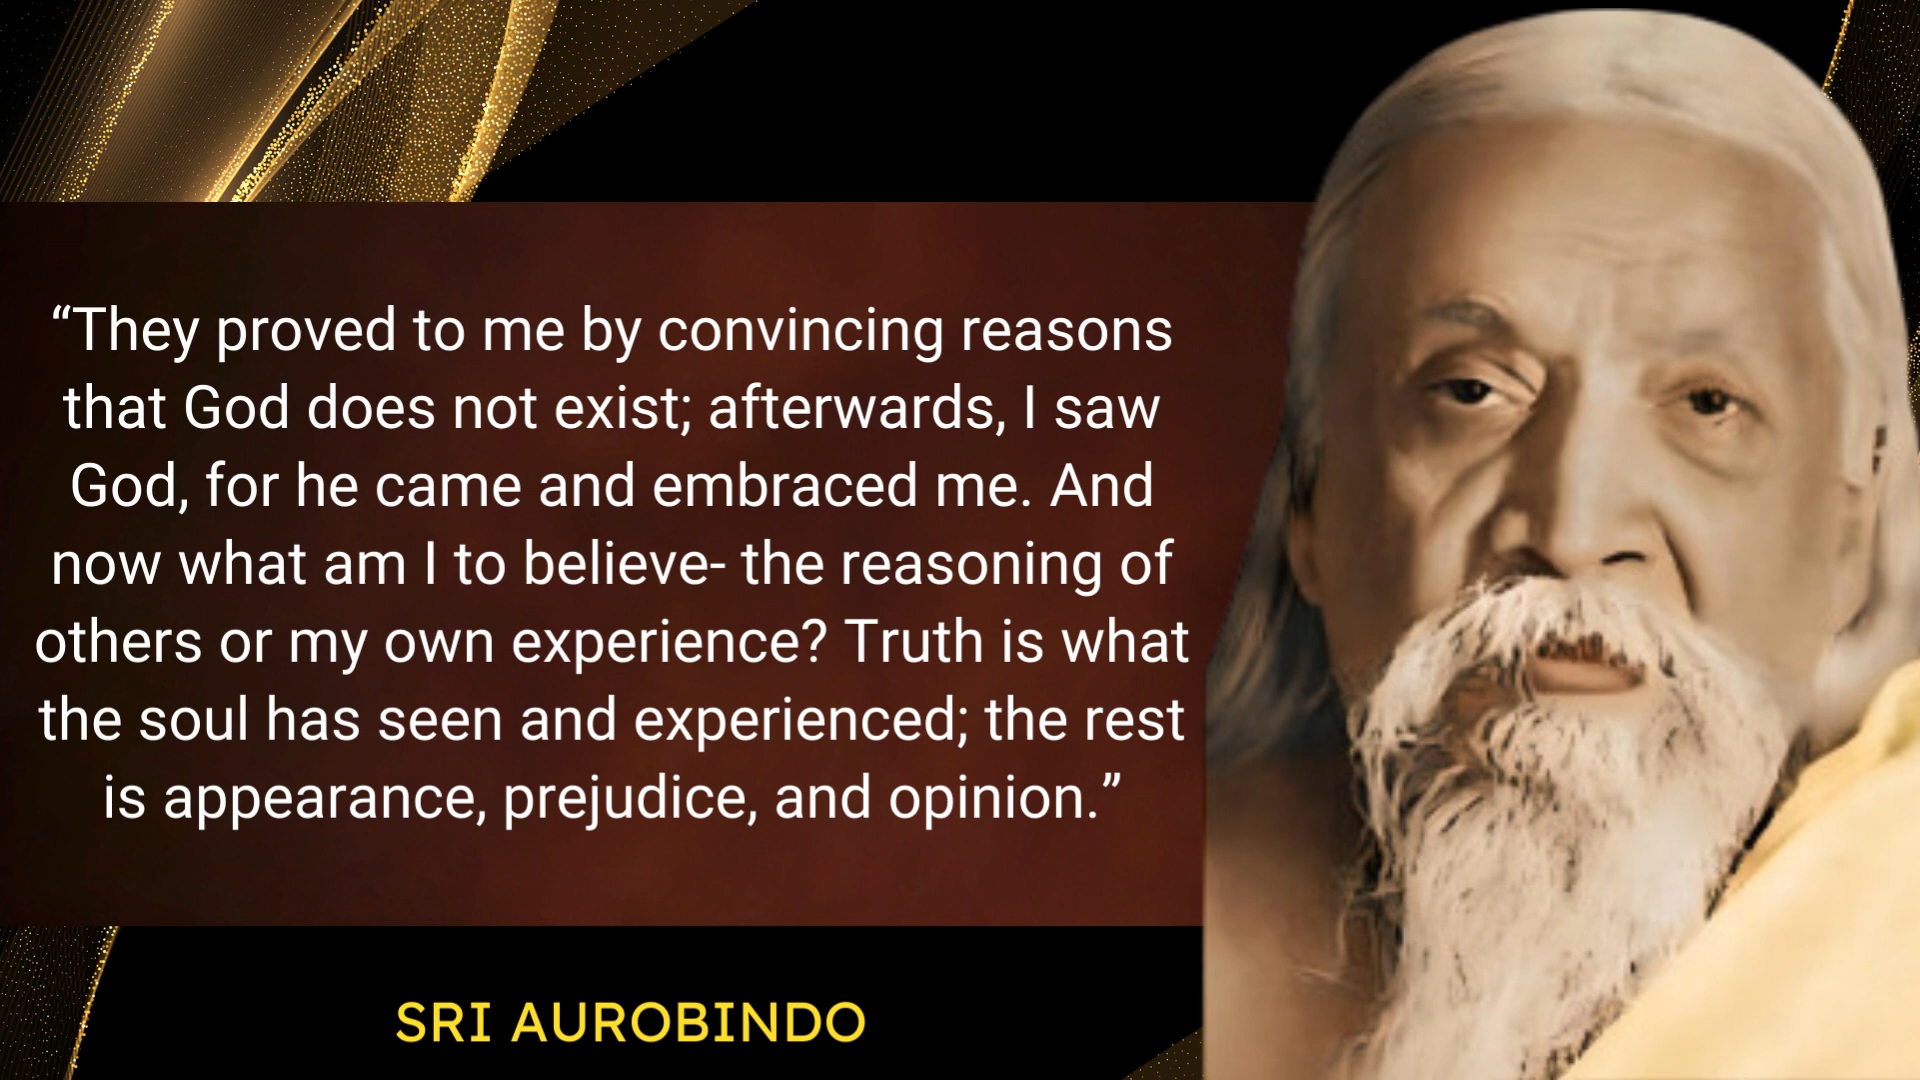 “They proved to me by convincing reasons
that God does not exist; afterwards, I saw
God, for he came and embraced me. And
now what am I to believe- the reasoning of
others or my own experience? Truth is what
the soul has seen and experienced; the rest
is appearance, prejudice, and opinion.”
SRI AUROBINDO